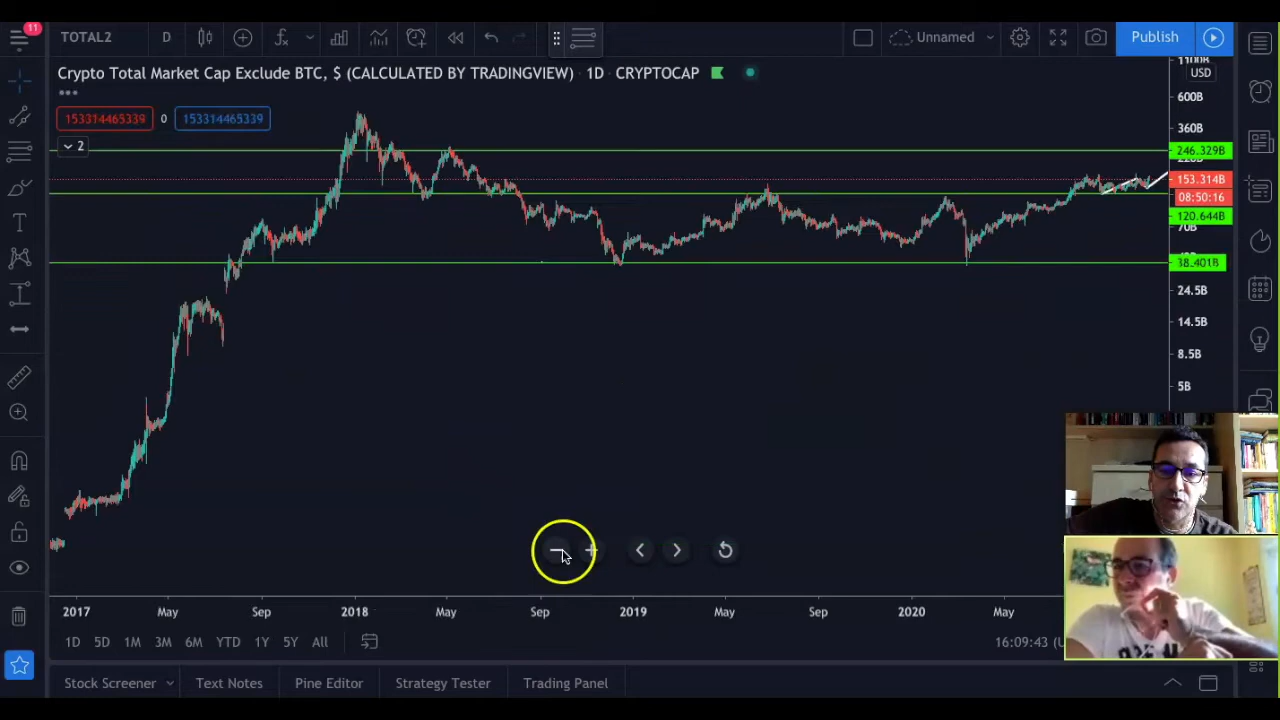 11
TOTAL2
D
Unnamed
Publish
Crypto Total Market Cap Exclude BTC, $ (CALCULATED BY TRADINGVIEW) · 1D · CRYPTOCAP
1100B
USD
600B
153314465339 0 153314465339
360B
2
246.329B
220B
153.314B
08:50:16
120.644B
70B
38.401B
24.5B
14.5B
8.5B
5B
2017 May Sep 2018 May Sep 2019 May Sep 2020 May
1D 5D 1M 3M 6M YTD 1Y 5Y All
16:09:43 (U
Stock Screener Text Notes Pine Editor Strategy Tester Trading Panel